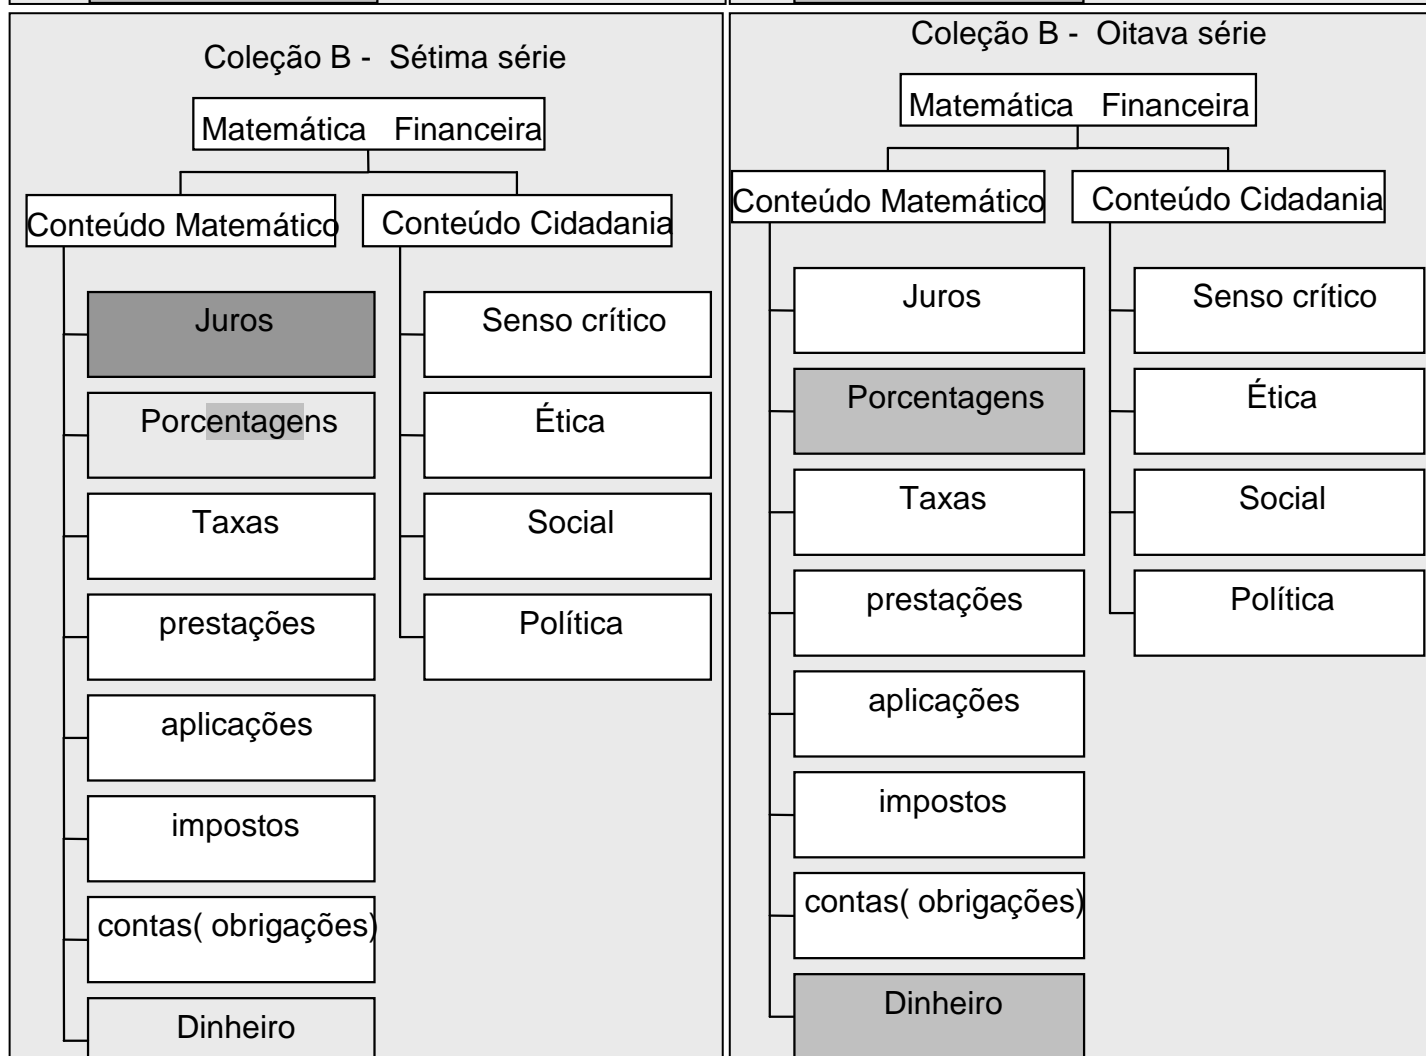 Coleção B - Sétima série
Matemática Financeira
Conteúdo Matemático
Conteúdo Cidadania
Juros
Porcentagens
Taxas
prestações
aplicações
impostos
contas( obrigações)
Dinheiro
Senso crítico
Ética
Social
Política
Coleção B - Oitava série
Matemática Financeira
Conteúdo Matemático
Conteúdo Cidadania
Juros
Porcentagens
Taxas
prestações
aplicações
impostos
contas( obrigações)
Dinheiro
Senso crítico
Ética
Social
Política